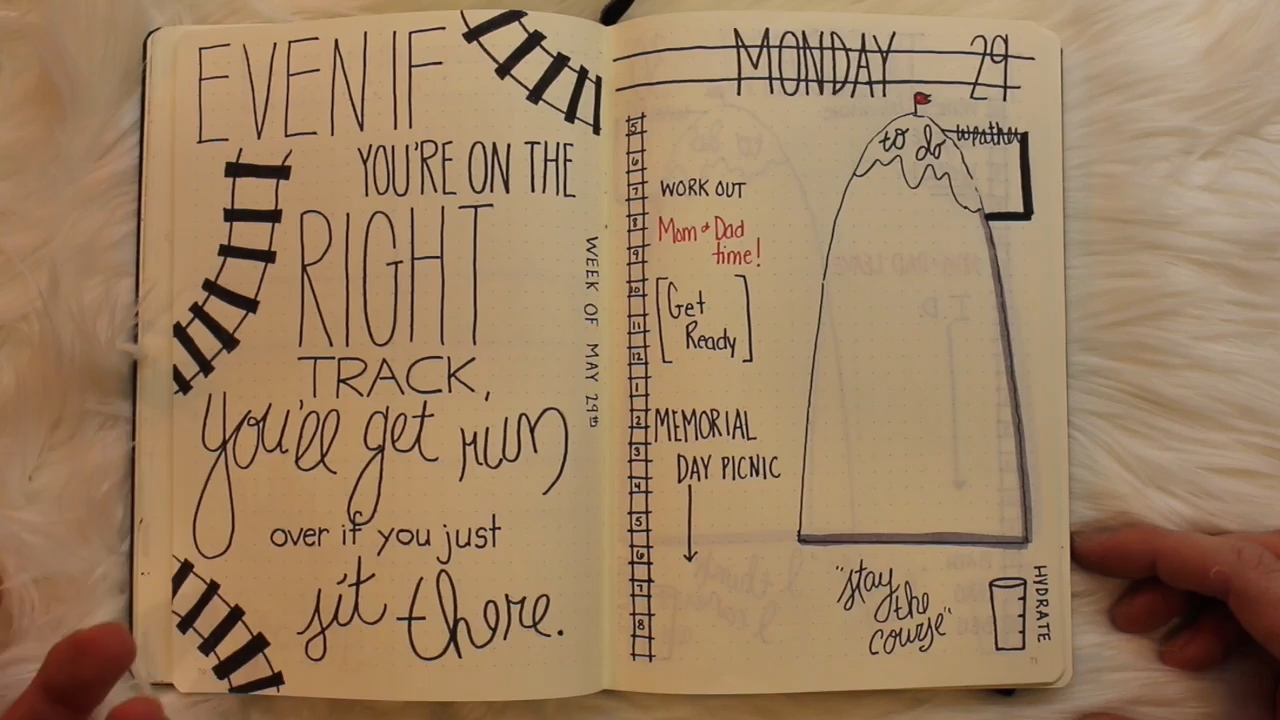 EVEN IF
YOU'RE ON THE
RIGHT
TRACK,
you'll get run
over if you just
sit there.
WEEK OF MAY 29th
MONDAY 29
5
6
7
8
9
10
11
12
1
2
3
4
5
6
7
8
WORK OUT
Mom + Dad
time!
[Get
Ready]
MEMORIAL
DAY PICNIC
to do
weather
"stay
the
course"
HYDRATE
71